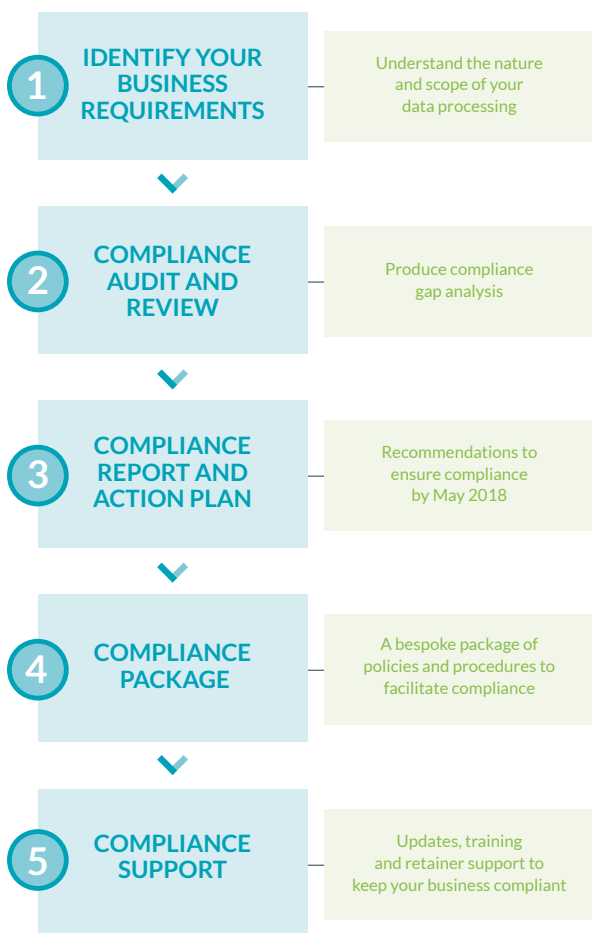 1
IDENTIFY YOUR
BUSINESS
REQUIREMENTS
Understand the nature
and scope of your
data processing
2
COMPLIANCE
AUDIT AND
REVIEW
Produce compliance
gap analysis
3
COMPLIANCE
REPORT AND
ACTION PLAN
Recommendations to
ensure compliance
by May 2018
4
COMPLIANCE
PACKAGE
A bespoke package of
policies and procedures to
facilitate compliance
5
COMPLIANCE
SUPPORT
Updates, training
and retainer support to
keep your business compliant